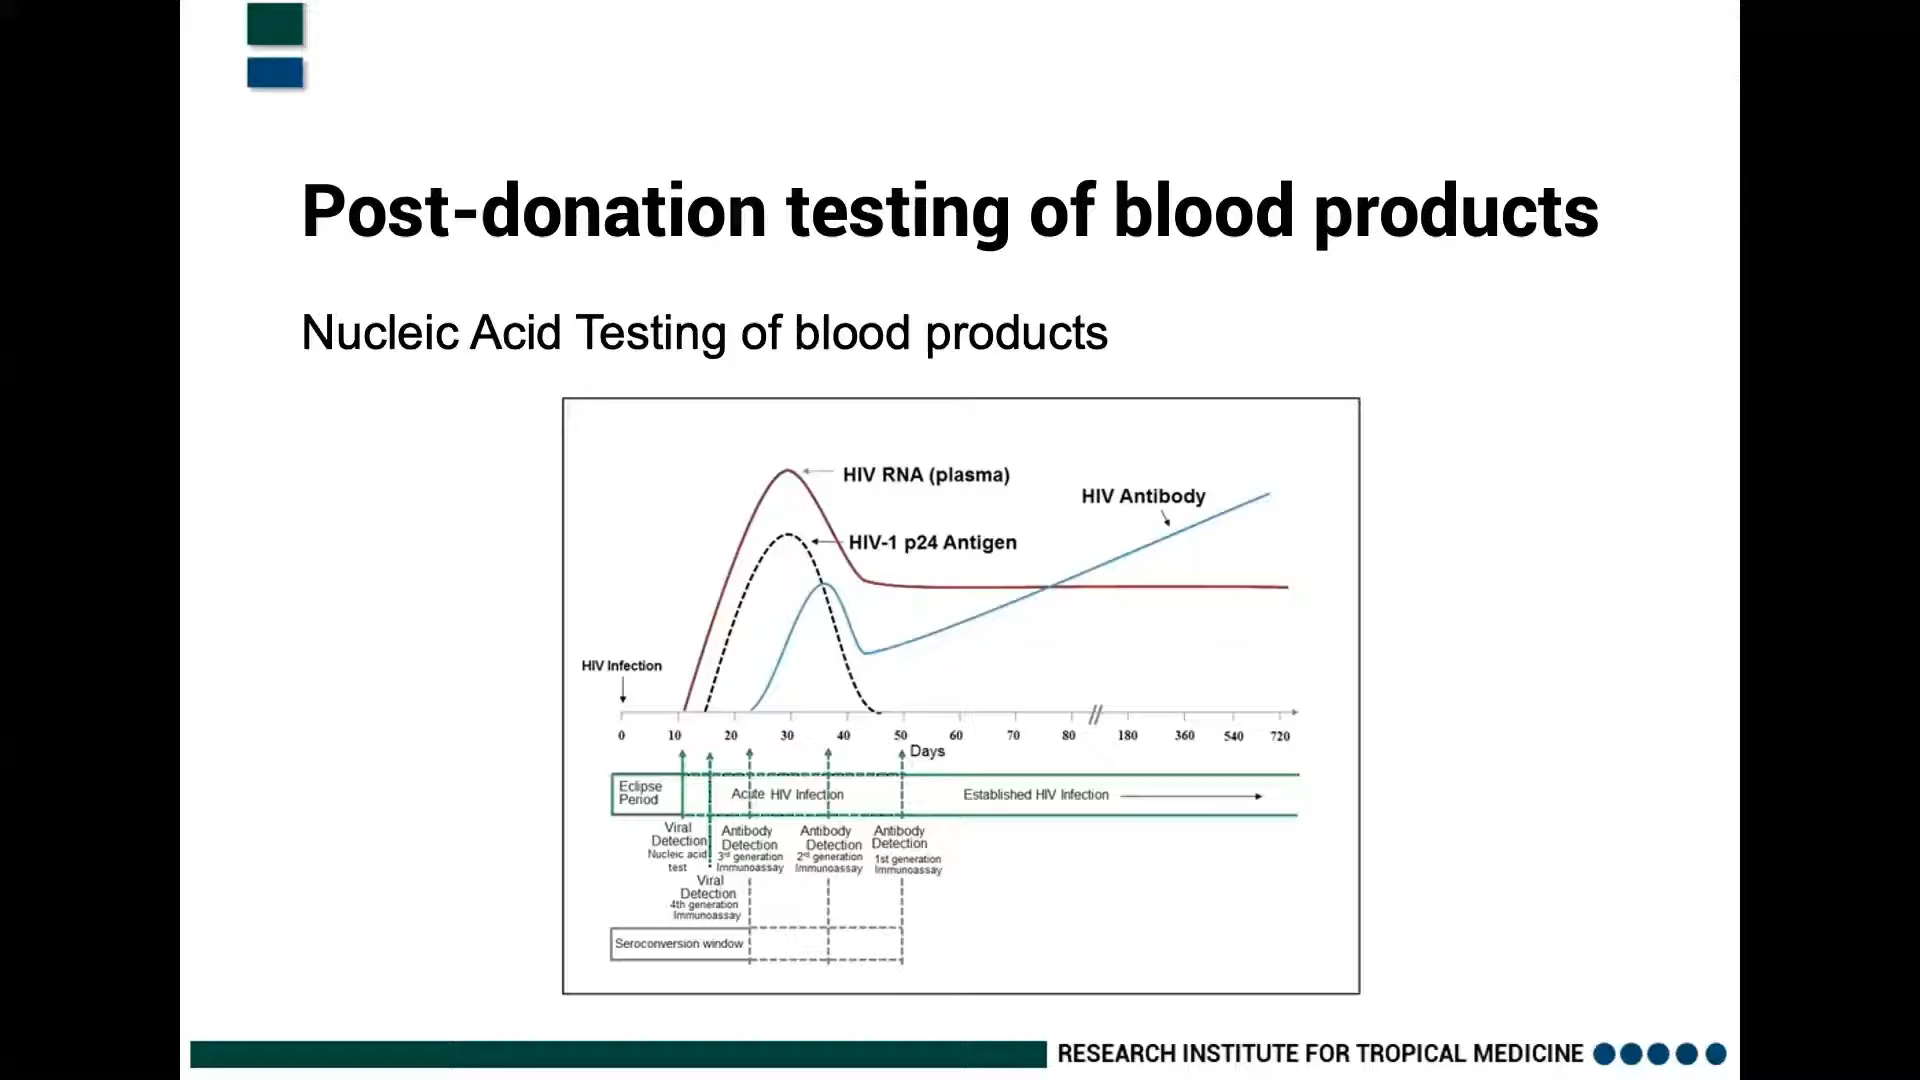 Post-donation testing of blood products
Nucleic Acid Testing of blood products
HIV RNA (plasma)
HIV Antibody
HIV-1 p24 Antigen
HIV Infection
0 10 20 30 40 50 60 70 80 180 360 540 720
Days
Eclipse
Period
Acute HIV Infection
Established HIV Infection
Viral
Detection
Nucleic acid
test
Antibody
Detection
3rd generation
Immunoassay
Antibody
Detection
2nd generation
Immunoassay
Antibody
Detection
1st generation
Immunoassay
Viral
Detection
4th generation
Immunoassay
Seroconversion window
RESEARCH INSTITUTE FOR TROPICAL MEDICINE